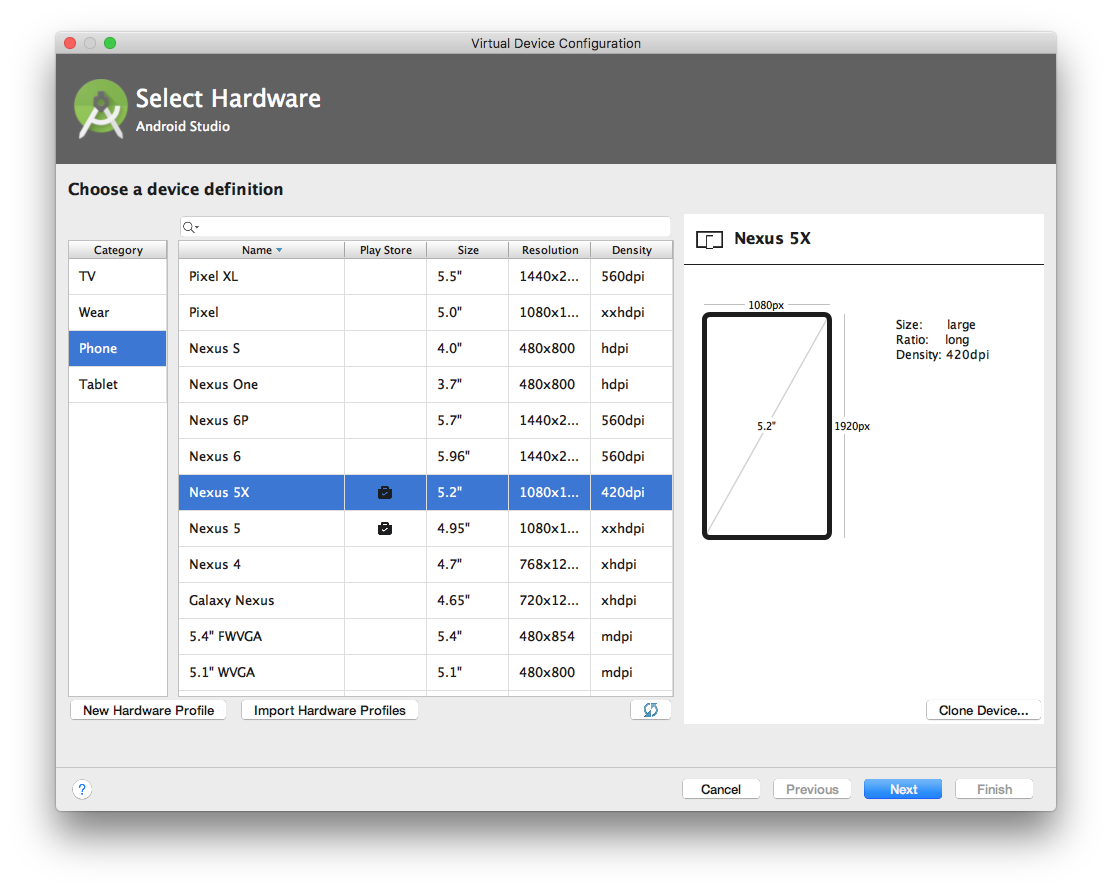 Virtual Device Configuration
Select Hardware
Android Studio
Choose a device definition
Category
TV
Wear
Phone
Tablet
Name Play Store Size Resolution Density
Pixel XL 5.5" 1440x2... 560dpi
Pixel 5.0" 1080x1... xxhdpi
Nexus S 4.0" 480x800 hdpi
Nexus One 3.7" 480x800 hdpi
Nexus 6P 5.7" 1440x2... 560dpi
Nexus 6 5.96" 1440x2... 560dpi
Nexus 5X 5.2" 1080x1... 420dpi
Nexus 5 4.95" 1080x1... xxhdpi
Nexus 4 4.7" 768x12... xhdpi
Galaxy Nexus 4.65" 720x12... xhdpi
5.4" FWVGA 5.4" 480x854 mdpi
5.1" WVGA 5.1" 480x800 mdpi
New Hardware Profile Import Hardware Profiles
Nexus 5X
1080px
5.2"
1920px
Size: large
Ratio: long
Density: 420dpi
Clone Device...
? Cancel Previous Next Finish